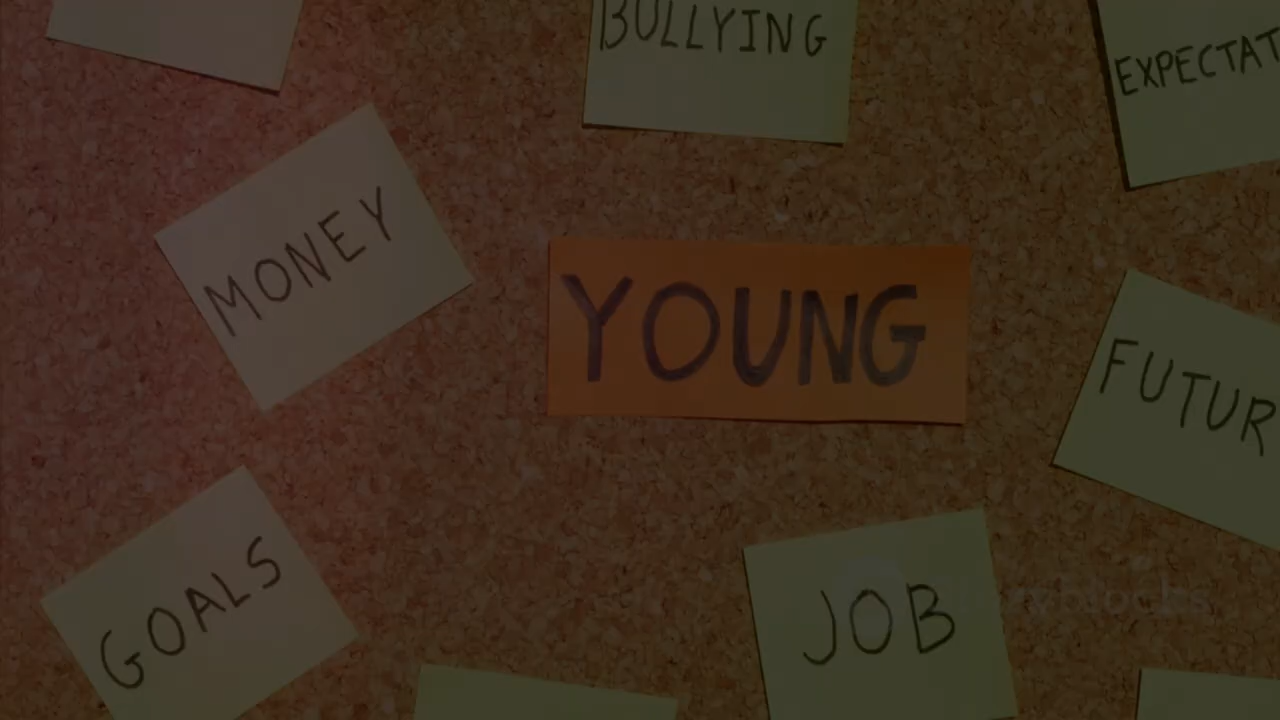 BULLYING
EXPECTAT
MONEY
YOUNG
FUTUR
GOALS
JOB